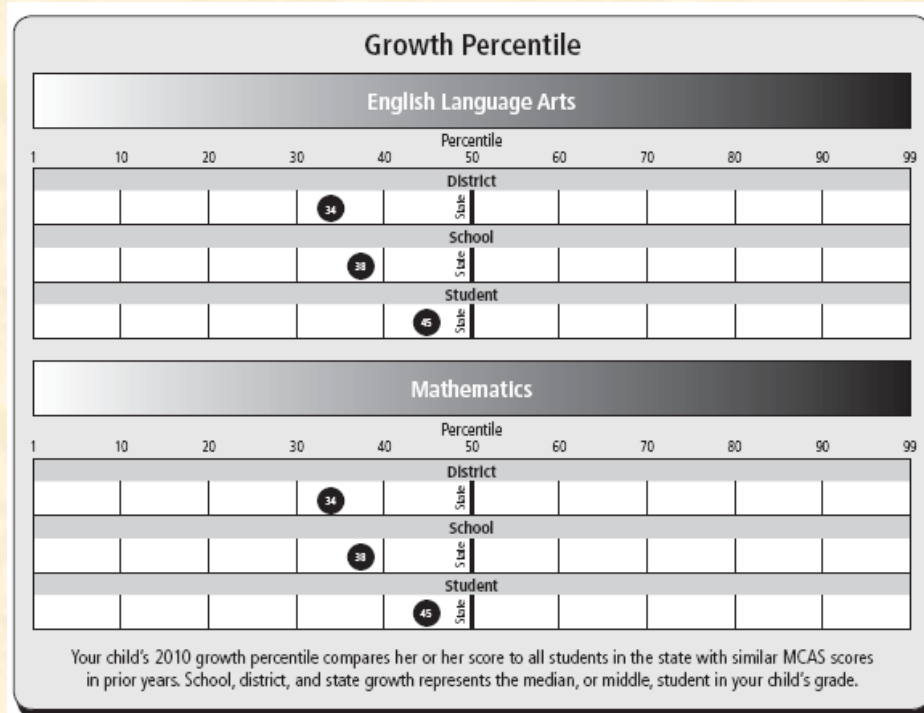 Growth Percentile
English Language Arts
Percentile
1 10 20 30 40 50 60 70 80 90 99
District
34 State
School
38 State
Student
45 State
Mathematics
Percentile
1 10 20 30 40 50 60 70 80 90 99
District
34 State
School
38 State
Student
45 State
Your child's 2010 growth percentile compares her or her score to all students in the state with similar MCAS scores
in prior years. School, district, and state growth represents the median, or middle, student in your child's grade.